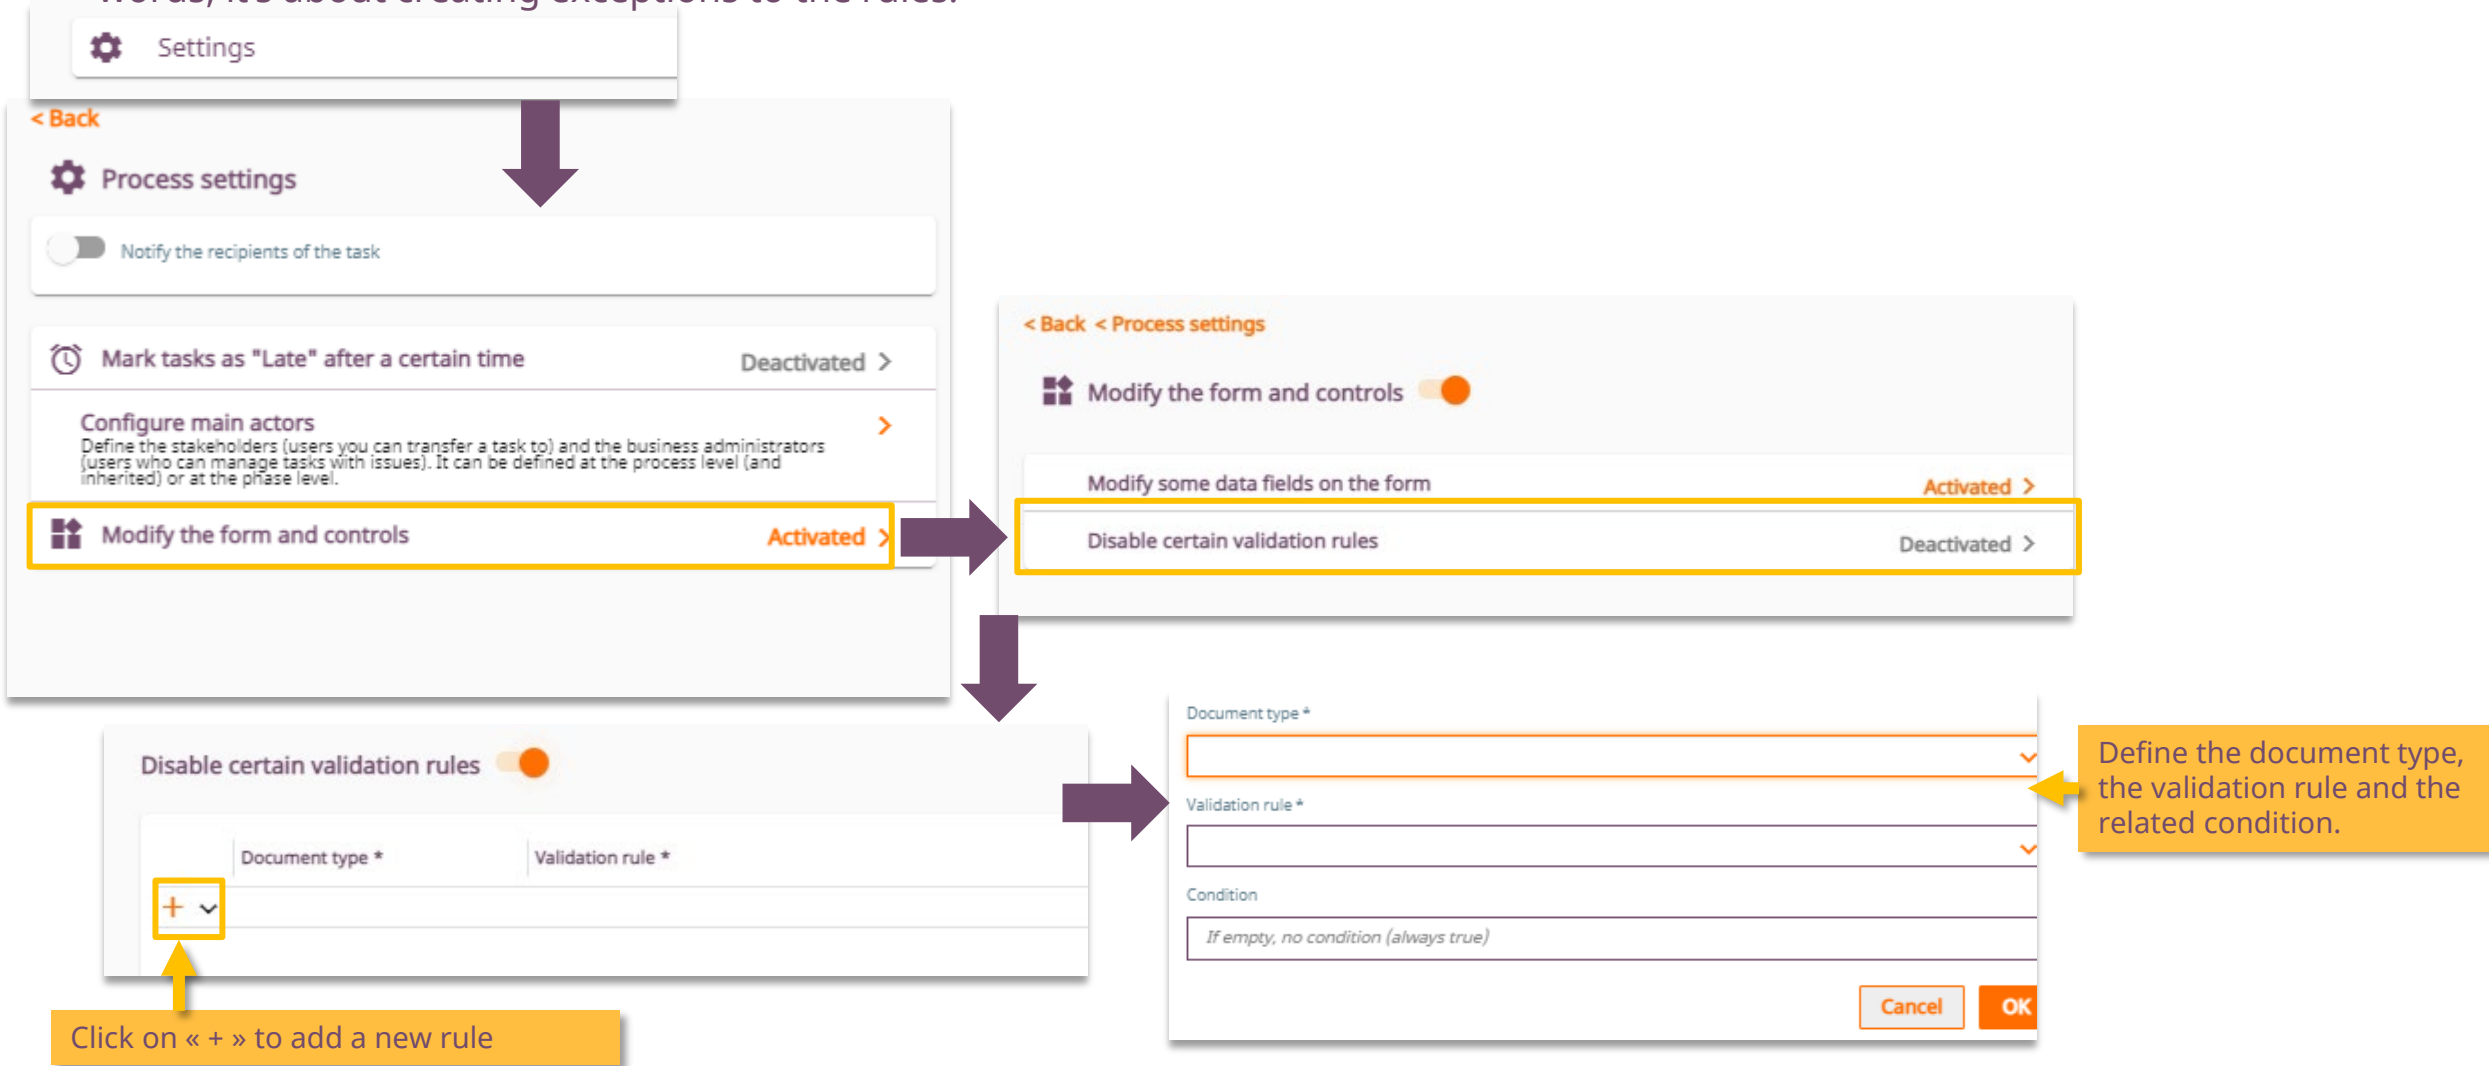 words, it's about creating exceptions to the rules.
Settings
< Back
Process settings
Notify the recipients of the task
Mark tasks as "Late" after a certain time
Deactivated >
Configure main actors
>
Define the stakeholders (users you can transfer a task to) and the business administrators
(users who can manage tasks with issues). It can be defined at the process level (and
inherited) or at the phase level.
Modify the form and controls
Activated >
< Back < Process settings
Modify the form and controls
Modify some data fields on the form
Activated >
Disable certain validation rules
Deactivated >
Disable certain validation rules
Document type *
Validation rule *
+
Click on « + » to add a new rule
Document type *
Validation rule *
Condition
If empty, no condition (always true)
Cancel
OK
Define the document type,
the validation rule and the
related condition.